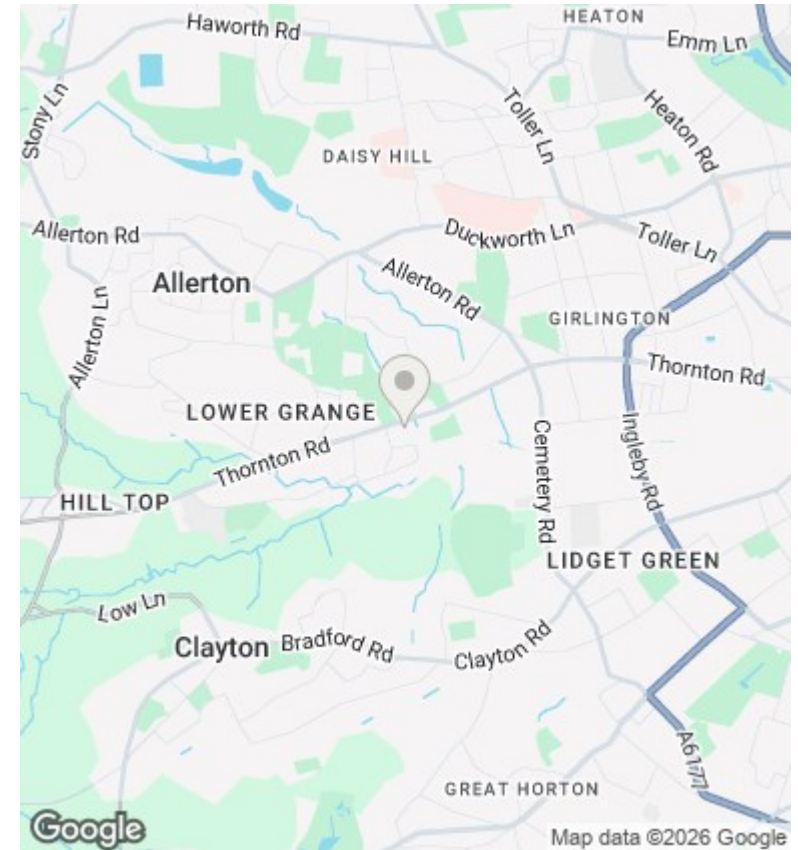 HEATON
Haworth Rd
Emm Ln
Stony Ln
Toller Ln
Heaton Rd
DAISY HILL
Allerton Rd
Duckworth Ln
Toller Ln
Allerton
Allerton Rd
Allerton Ln
GIRLINGTON
Thornton Rd
LOWER GRANGE
Thornton Rd
Cemetery Rd
Ingleby Rd
HILL TOP
LIDGET GREEN
Low Ln
Clayton
Bradford Rd
Clayton Rd
A6177
GREAT HORTON
Google
Map data ©2026 Google